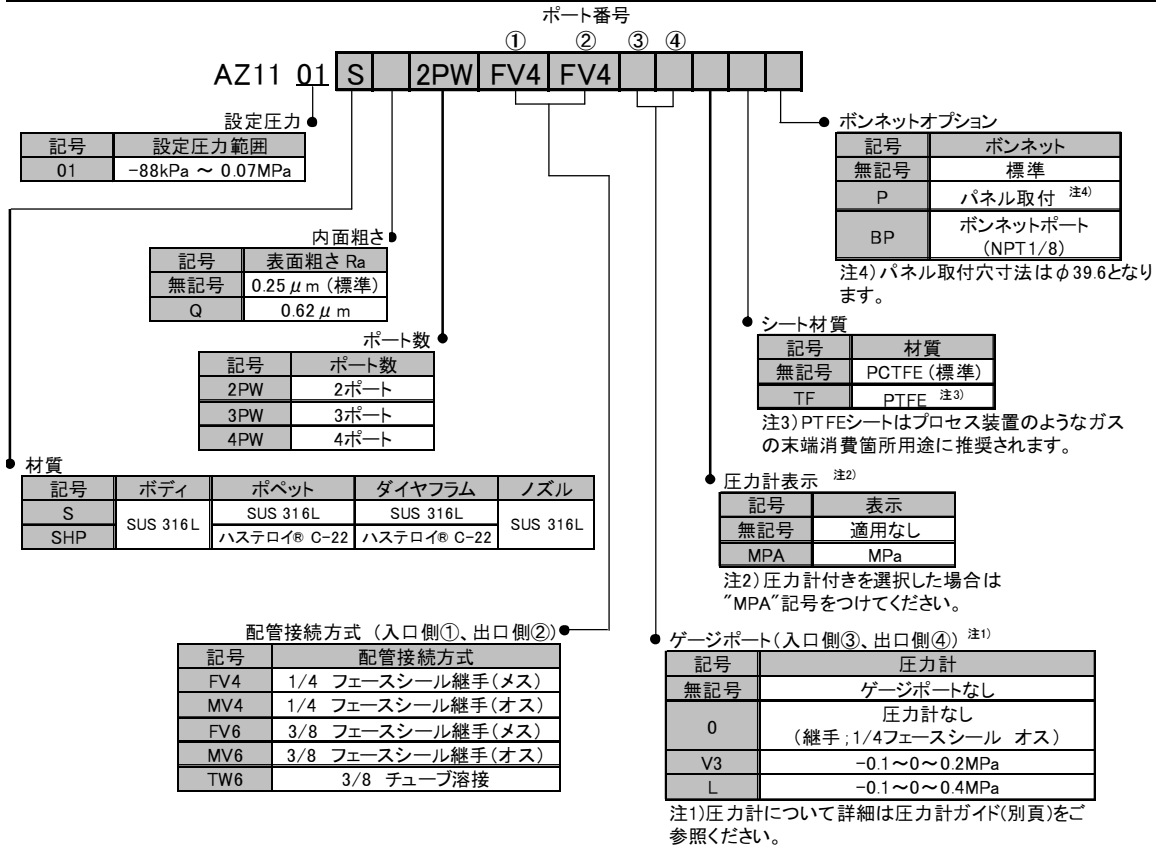 ポート番号
① ② ③ ④
AZ11 01 S 2PW FV4 FV4
設定圧力
記号 設定圧力範囲
01 -88kPa ～ 0.07MPa
内面粗さ
記号 表面粗さ Ra
無記号 0.25μm (標準)
Q 0.62μm
ポート数
記号 ポート数
2PW 2ポート
3PW 3ポート
4PW 4ポート
材質
記号 ボディ ポペット ダイヤフラム ノズル
S SUS 316L SUS 316L SUS 316L SUS 316L
SHP ハステロイ® C-22 ハステロイ® C-22
配管接続方式 (入口側①、出口側②)
記号 配管接続方式
FV4 1/4 フェースシール継手(メス)
MV4 1/4 フェースシール継手(オス)
FV6 3/8 フェースシール継手(メス)
MV6 3/8 フェースシール継手(オス)
TW6 3/8 チューブ溶接
ボンネットオプション
記号 ボンネット
無記号 標準
P パネル取付 注4)
BP ボンネットポート
(NPT1/8)
注4)パネル取付穴寸法はφ39.6となり
ます。
シート材質
記号 材質
無記号 PCTFE (標準)
TF PTFE 注3)
注3)PTFEシートはプロセス装置のようなガス
の末端消費箇所用途に推奨されます。
圧力計表示 注2)
記号 表示
無記号 適用なし
MPA MPa
注2)圧力計付きを選択した場合は
"MPA"記号をつけてください。
ゲージポート(入口側③、出口側④) 注1)
記号 圧力計
無記号 ゲージポートなし
0 圧力計なし
(継手;1/4フェースシール オス)
V3 -0.1～0～0.2MPa
L -0.1～0～0.4MPa
注1)圧力計について詳細は圧力計ガイド(別頁)をご
参照ください。